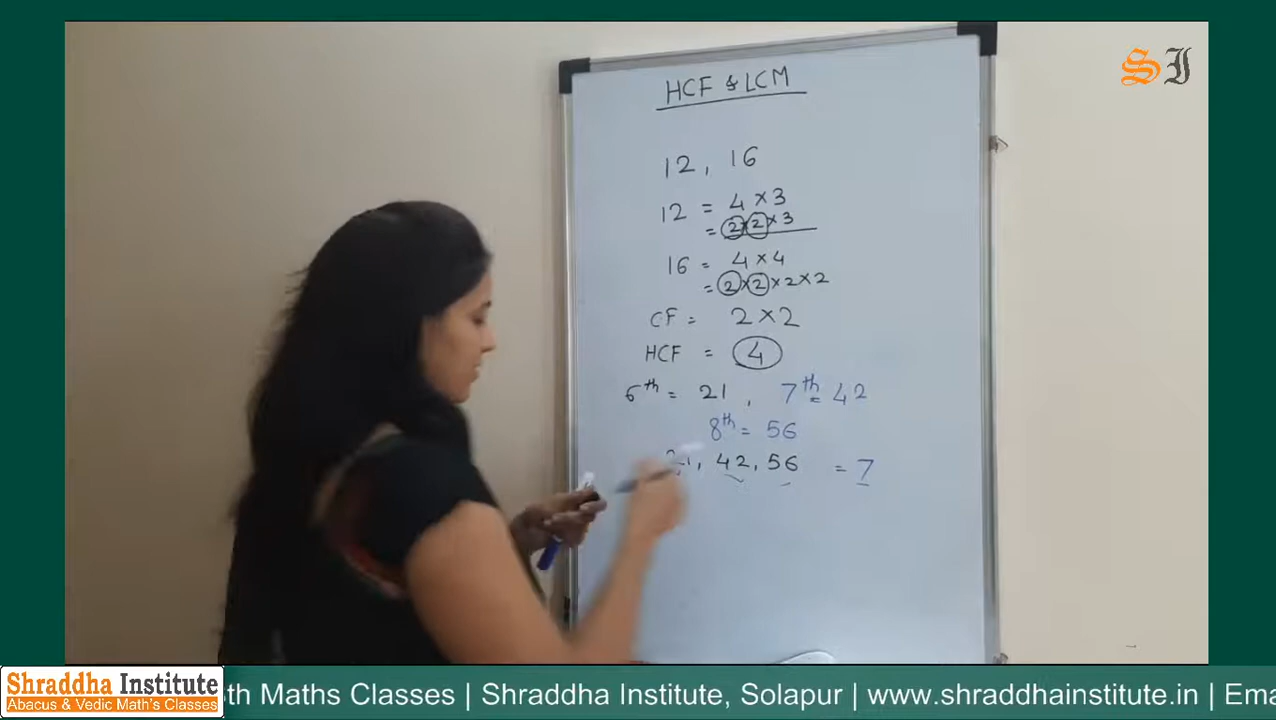 SI
HCF & LCM
12, 16
12 = 4 × 3
= 2 × 2 × 3
16 = 4 × 4
= 2 × 2 × 2 × 2
CF = 2 × 2
HCF = 4
6th = 21, 7th = 42
8th = 56
21, 42, 56 = 7
Shraddha Institute
Abacus & Vedic Math's Classes
Maths Classes | Shraddha Institute, Solapur | www.shraddhainstitute.in |